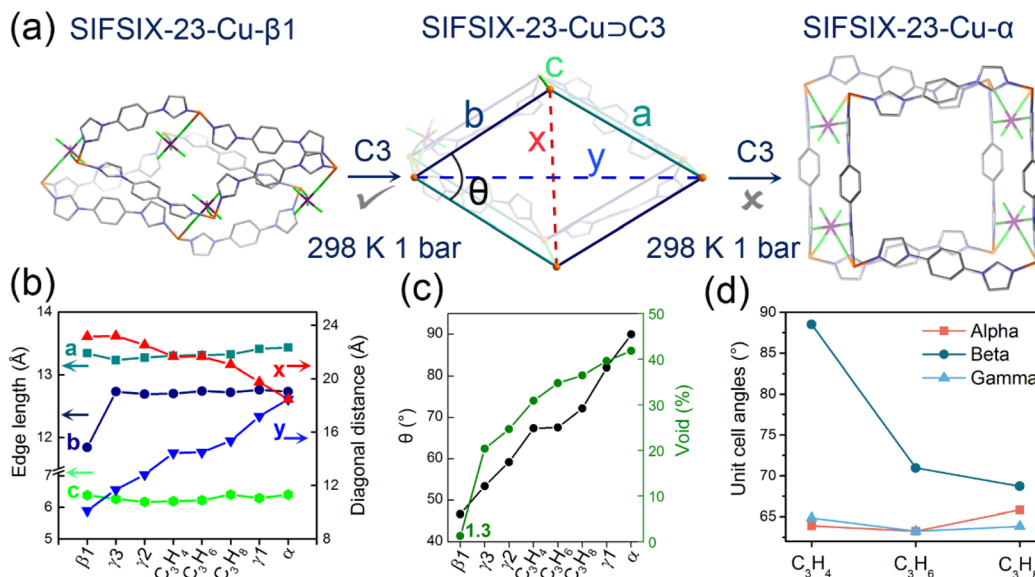 (a) SIFSIX-23-Cu-β1 SIFSIX-23-Cu⊃C3 SIFSIX-23-Cu-α
c
b a
x
y
θ
C3 C3
298 K 1 bar 298 K 1 bar
(b)
Edge length (Å)
14
13
12
7
6
5
a
b
c
x
y
Diagonal distance (Å)
24
22
20
18
16
14
12
10
8
β1 γ3 γ2 C3H4 C3H6 C3H8 γ1 α
(c)
θ (°)
100
90
80
70
60
50
40
1.3
Void (%)
50
40
30
20
10
0
β1 γ3 γ2 C3H4 C3H6 C3H8 γ1 α
(d)
Unit cell angles (°)
90
85
80
75
70
65
Alpha
Beta
Gamma
C3H4 C3H6 C3H8